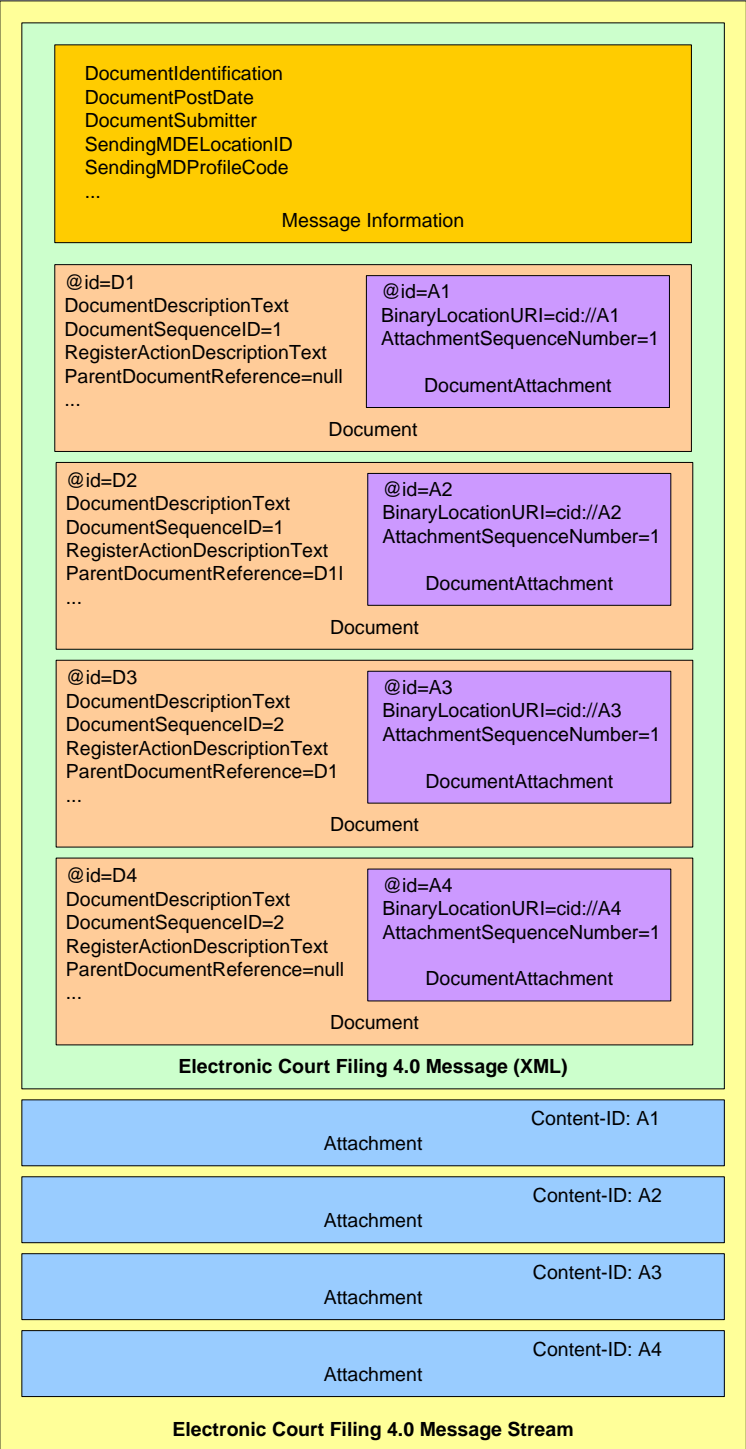 DocumentIdentification
DocumentPostDate
DocumentSubmitter
SendingMDELocationID
SendingMDProfileCode
...
Message Information
@id=D1
DocumentDescriptionText
DocumentSequenceID=1
RegisterActionDescriptionText
ParentDocumentReference=null
...
@id=A1
BinaryLocationURI=cid://A1
AttachmentSequenceNumber=1
DocumentAttachment
Document
@id=D2
DocumentDescriptionText
DocumentSequenceID=1
RegisterActionDescriptionText
ParentDocumentReference=D1l
...
@id=A2
BinaryLocationURI=cid://A2
AttachmentSequenceNumber=1
DocumentAttachment
Document
@id=D3
DocumentDescriptionText
DocumentSequenceID=2
RegisterActionDescriptionText
ParentDocumentReference=D1
...
@id=A3
BinaryLocationURI=cid://A3
AttachmentSequenceNumber=1
DocumentAttachment
Document
@id=D4
DocumentDescriptionText
DocumentSequenceID=2
RegisterActionDescriptionText
ParentDocumentReference=null
...
@id=A4
BinaryLocationURI=cid://A4
AttachmentSequenceNumber=1
DocumentAttachment
Document
Electronic Court Filing 4.0 Message (XML)
Content-ID: A1
Attachment
Content-ID: A2
Attachment
Content-ID: A3
Attachment
Content-ID: A4
Attachment
Electronic Court Filing 4.0 Message Stream